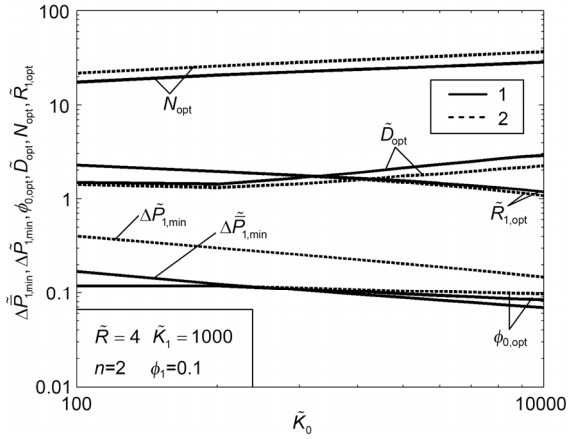 ΔP̃̄₁,min, ΔP̃₁,min, ϕ₀,opt, D̃opt, Nopt, R̃₁,opt
100
10
1
0.1
0.01
Nopt
1
2
D̃opt
R̃₁,opt
ΔP̃₁,min
ΔP̃̄₁,min
ϕ₀,opt
R̃ = 4 K̃₁ = 1000
n=2 ϕ₁=0.1
100
10000
K̃₀